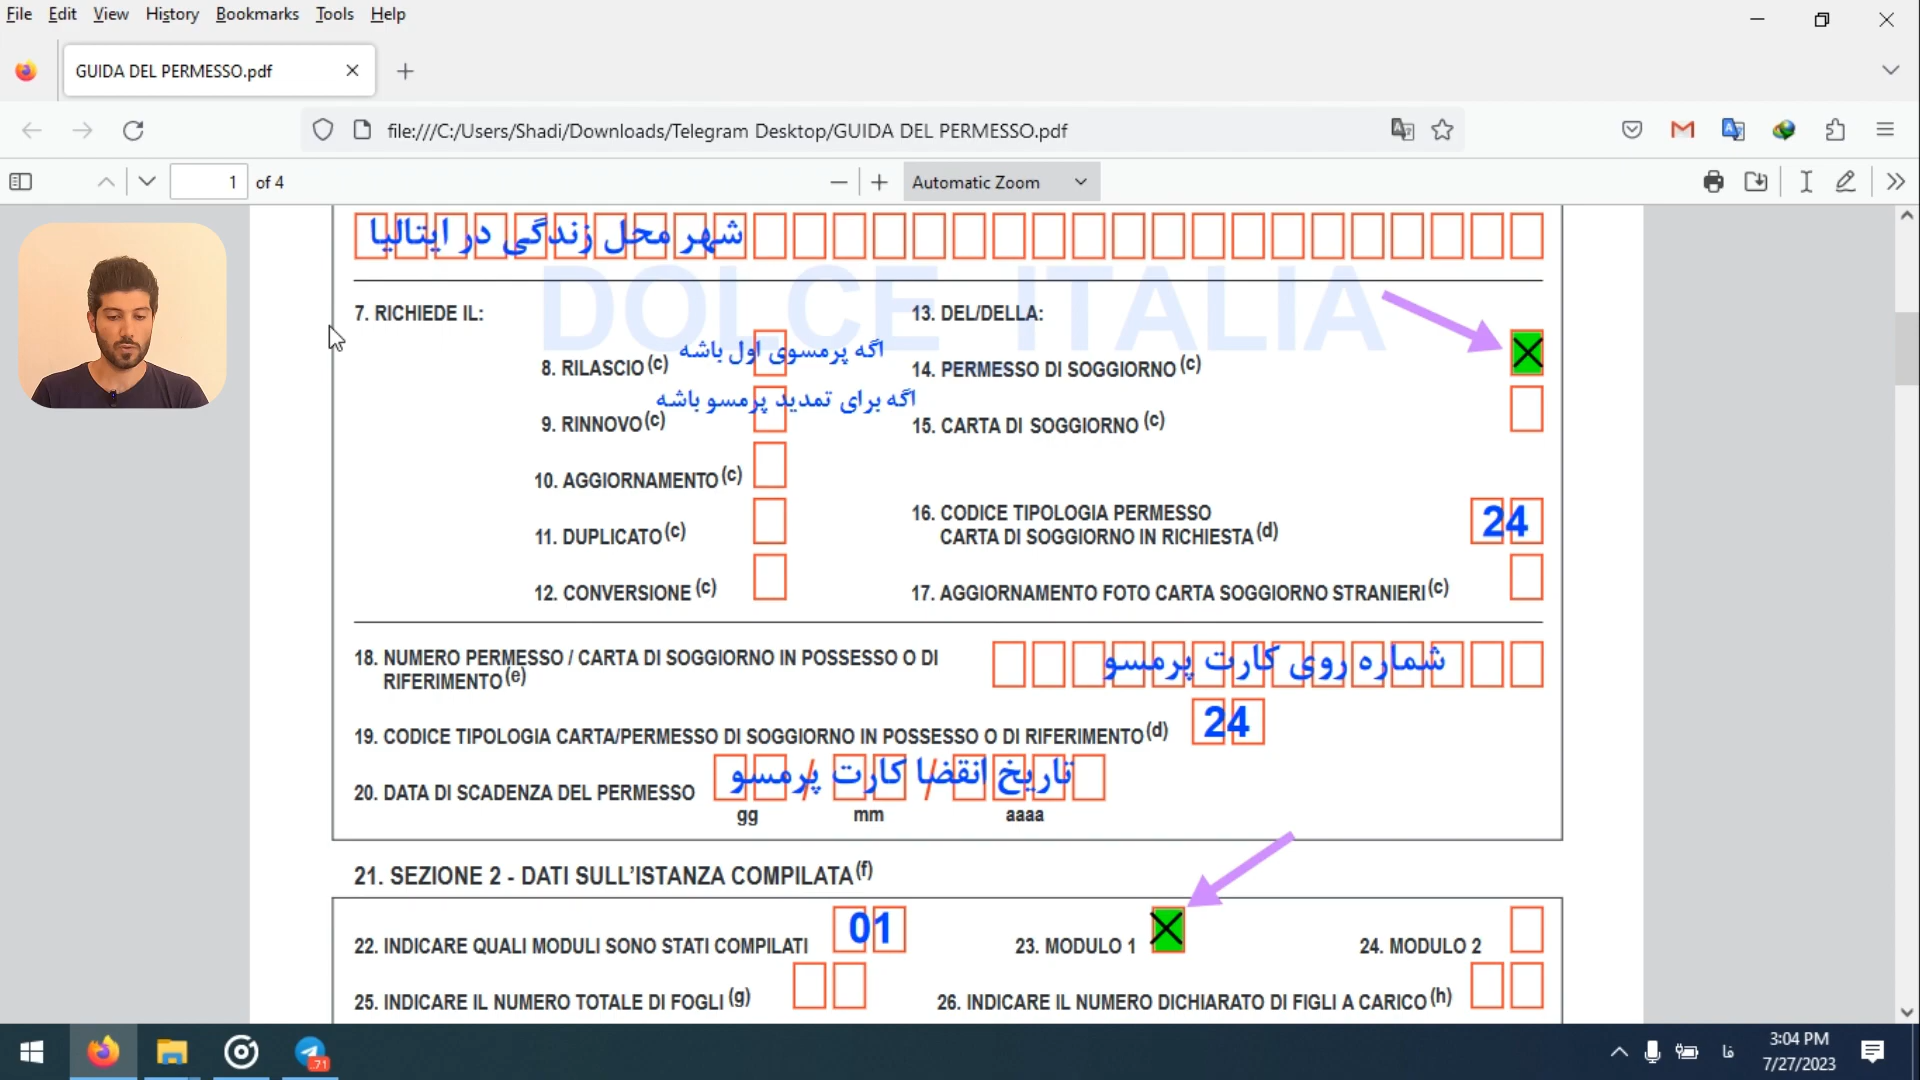 File Edit View History Bookmarks Tools Help
GUIDA DEL PERMESSO.pdf
file:///C:/Users/Shadi/Downloads/Telegram Desktop/GUIDA DEL PERMESSO.pdf
1 of 4
Automatic Zoom
شهر محل زندگی در ایتالیا
DOLCE ITALIA
7. RICHIEDE IL:
13. DEL/DELLA:
8. RILASCIO (c)
اگه پرمسوی اول باشه
14. PERMESSO DI SOGGIORNO (c)
9. RINNOVO (c)
اگه برای تمدید پرمسو باشه
15. CARTA DI SOGGIORNO (c)
10. AGGIORNAMENTO (c)
11. DUPLICATO (c)
16. CODICE TIPOLOGIA PERMESSO
CARTA DI SOGGIORNO IN RICHIESTA (d)
24
12. CONVERSIONE (c)
17. AGGIORNAMENTO FOTO CARTA SOGGIORNO STRANIERI (c)
18. NUMERO PERMESSO / CARTA DI SOGGIORNO IN POSSESSO O DI
RIFERIMENTO (e)
شماره روی کارت پرمسو
19. CODICE TIPOLOGIA CARTA/PERMESSO DI SOGGIORNO IN POSSESSO O DI RIFERIMENTO (d)
24
20. DATA DI SCADENZA DEL PERMESSO
تاریخ انقضا کارت پرمسو
/ /
gg mm aaaa
21. SEZIONE 2 - DATI SULL'ISTANZA COMPILATA (f)
22. INDICARE QUALI MODULI SONO STATI COMPILATI
01
23. MODULO 1
24. MODULO 2
25. INDICARE IL NUMERO TOTALE DI FOGLI (g)
26. INDICARE IL NUMERO DICHIARATO DI FIGLI A CARICO (h)
71
فا
3:04 PM
7/27/2023